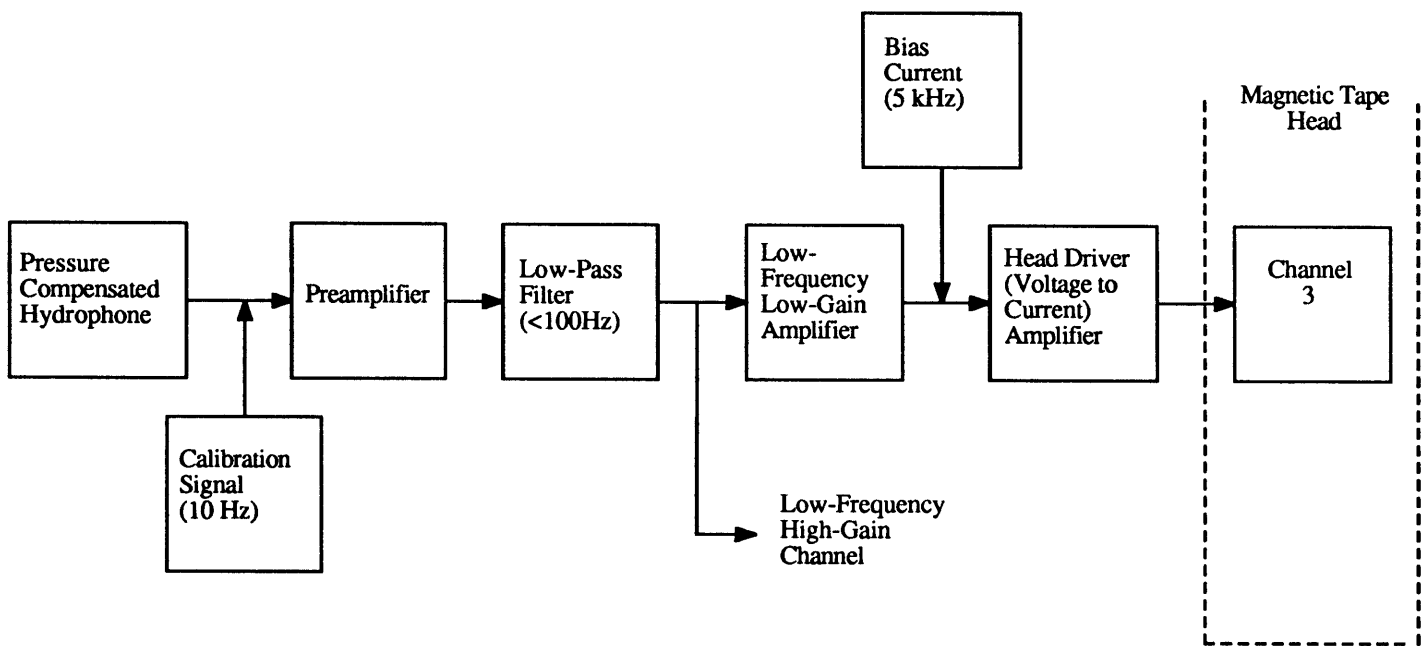 Bias
Current
(5 kHz)
Magnetic Tape
Head
Pressure
Compensated
Hydrophone
Preamplifier
Low-Pass
Filter
(<100Hz)
Low-
Frequency
Low-Gain
Amplifier
Head Driver
(Voltage to
Current)
Amplifier
Channel
3
Calibration
Signal
(10 Hz)
Low-Frequency
High-Gain
Channel